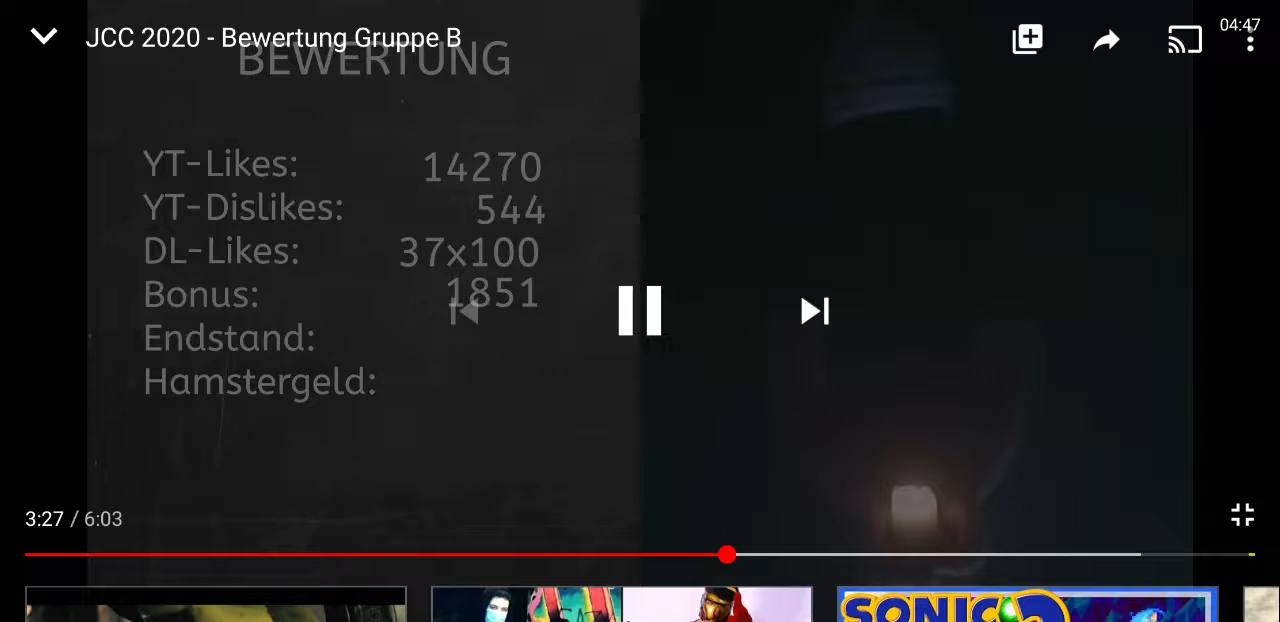 JCC 2020 - Bewertung Gruppe B
04:47
BEWERTUNG
YT-Likes: 14270
YT-Dislikes: 544
DL-Likes: 37x100
Bonus: 1851
Endstand:
Hamstergeld:
3:27 / 6:03
SONIC